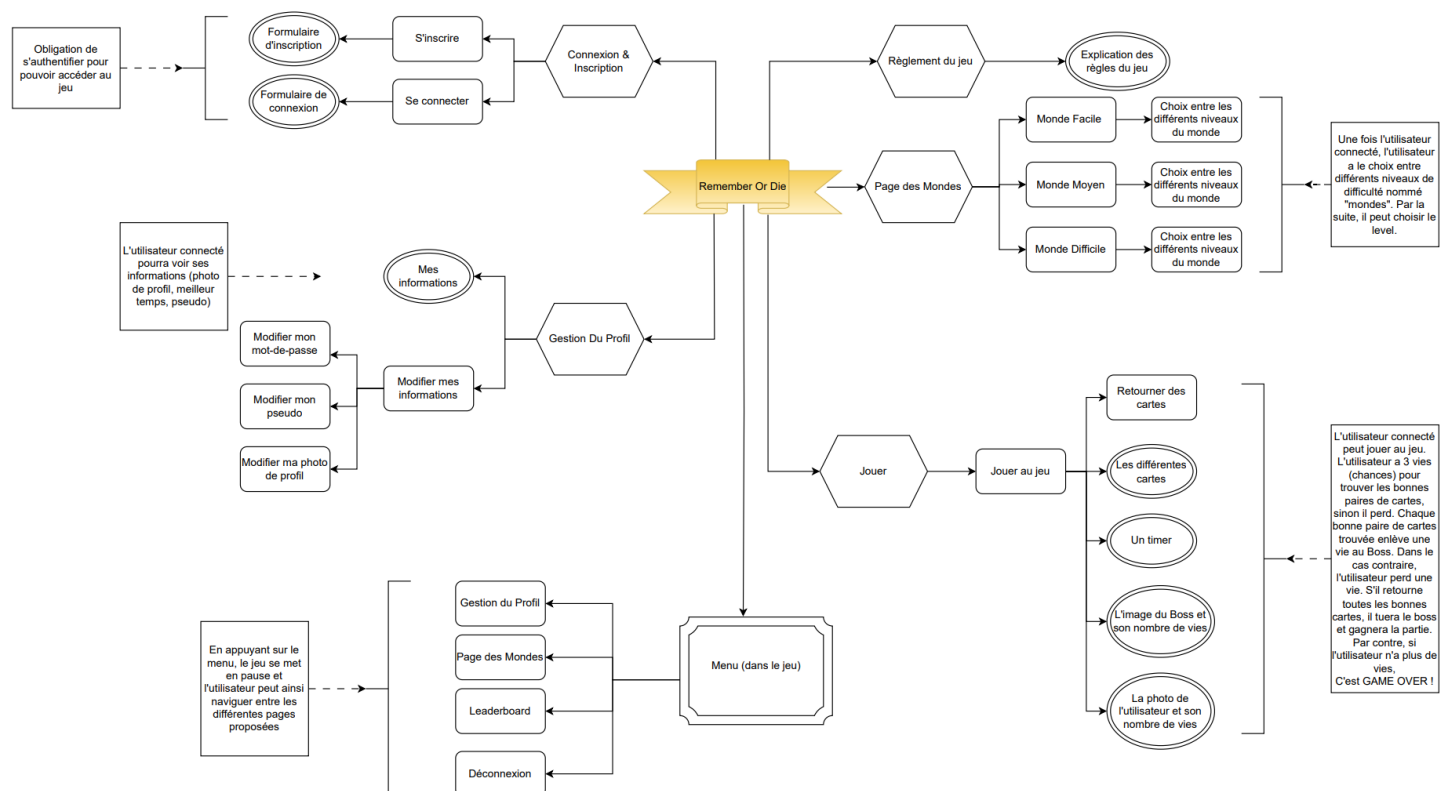 Obligation de
s'authentifier pour
pouvoir accéder au
jeu
Formulaire
d'inscription
S'inscrire
Connexion &
Inscription
Formulaire de
connexion
Se connecter
Règlement du jeu
Explication des
règles du jeu
Remember Or Die
Page des Mondes
Monde Facile
Choix entre les
différents niveaux
du monde
Monde Moyen
Choix entre les
différents niveaux
du monde
Monde Difficile
Choix entre les
différents niveaux
du monde
Une fois l'utilisateur
connecté, l'utilisateur
a le choix entre
différents niveaux de
difficulté nommé
"mondes". Par la
suite, il peut choisir le
level.
L'utilisateur connecté
pourra voir ses
informations (photo
de profil, meilleur
temps, pseudo)
Mes
informations
Gestion Du Profil
Modifier mes
informations
Modifier mon
mot-de-passe
Modifier mon
pseudo
Modifier ma photo
de profil
Jouer
Jouer au jeu
Retourner des
cartes
Les différentes
cartes
Un timer
L'image du Boss et
son nombre de vies
La photo de
l'utilisateur et son
nombre de vies
L'utilisateur connecté
peut jouer au jeu.
L'utilisateur a 3 vies
(chances) pour
trouver les bonnes
paires de cartes,
sinon il perd. Chaque
bonne paire de cartes
trouvée enlève une
vie au Boss. Dans le
cas contraire,
l'utilisateur perd une
vie. S'il retourne
toutes les bonnes
cartes, il tuera le boss
et gagnera la partie.
Par contre, si
l'utilisateur n'a plus de
vies,
C'est GAME OVER !
En appuyant sur le
menu, le jeu se met
en pause et
l'utilisateur peut ainsi
naviguer entre les
différentes pages
proposées
Gestion du Profil
Page des Mondes
Leaderboard
Déconnexion
Menu (dans le jeu)